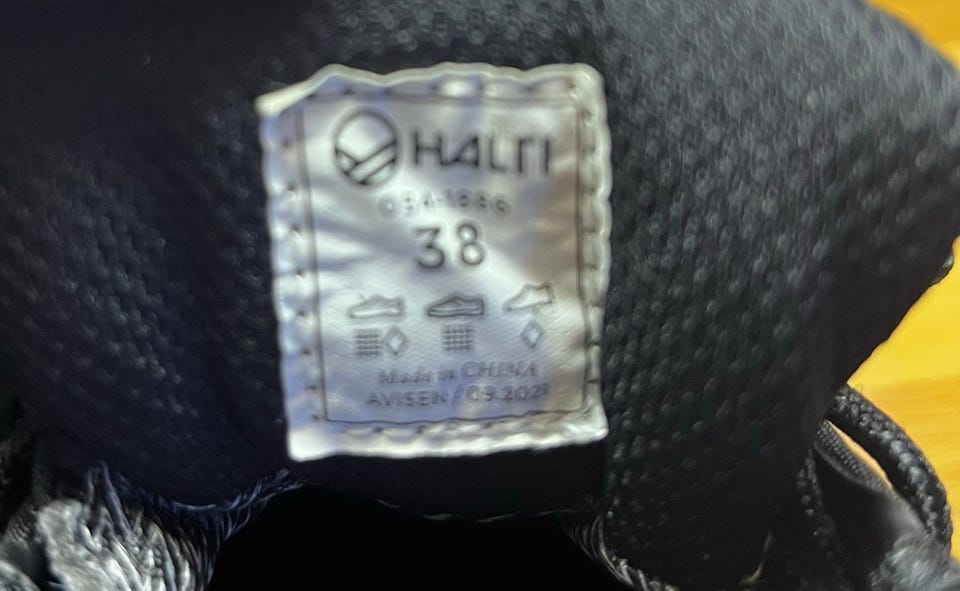 HALTI
38
Made in CHINA
AVISEN / 09.2021